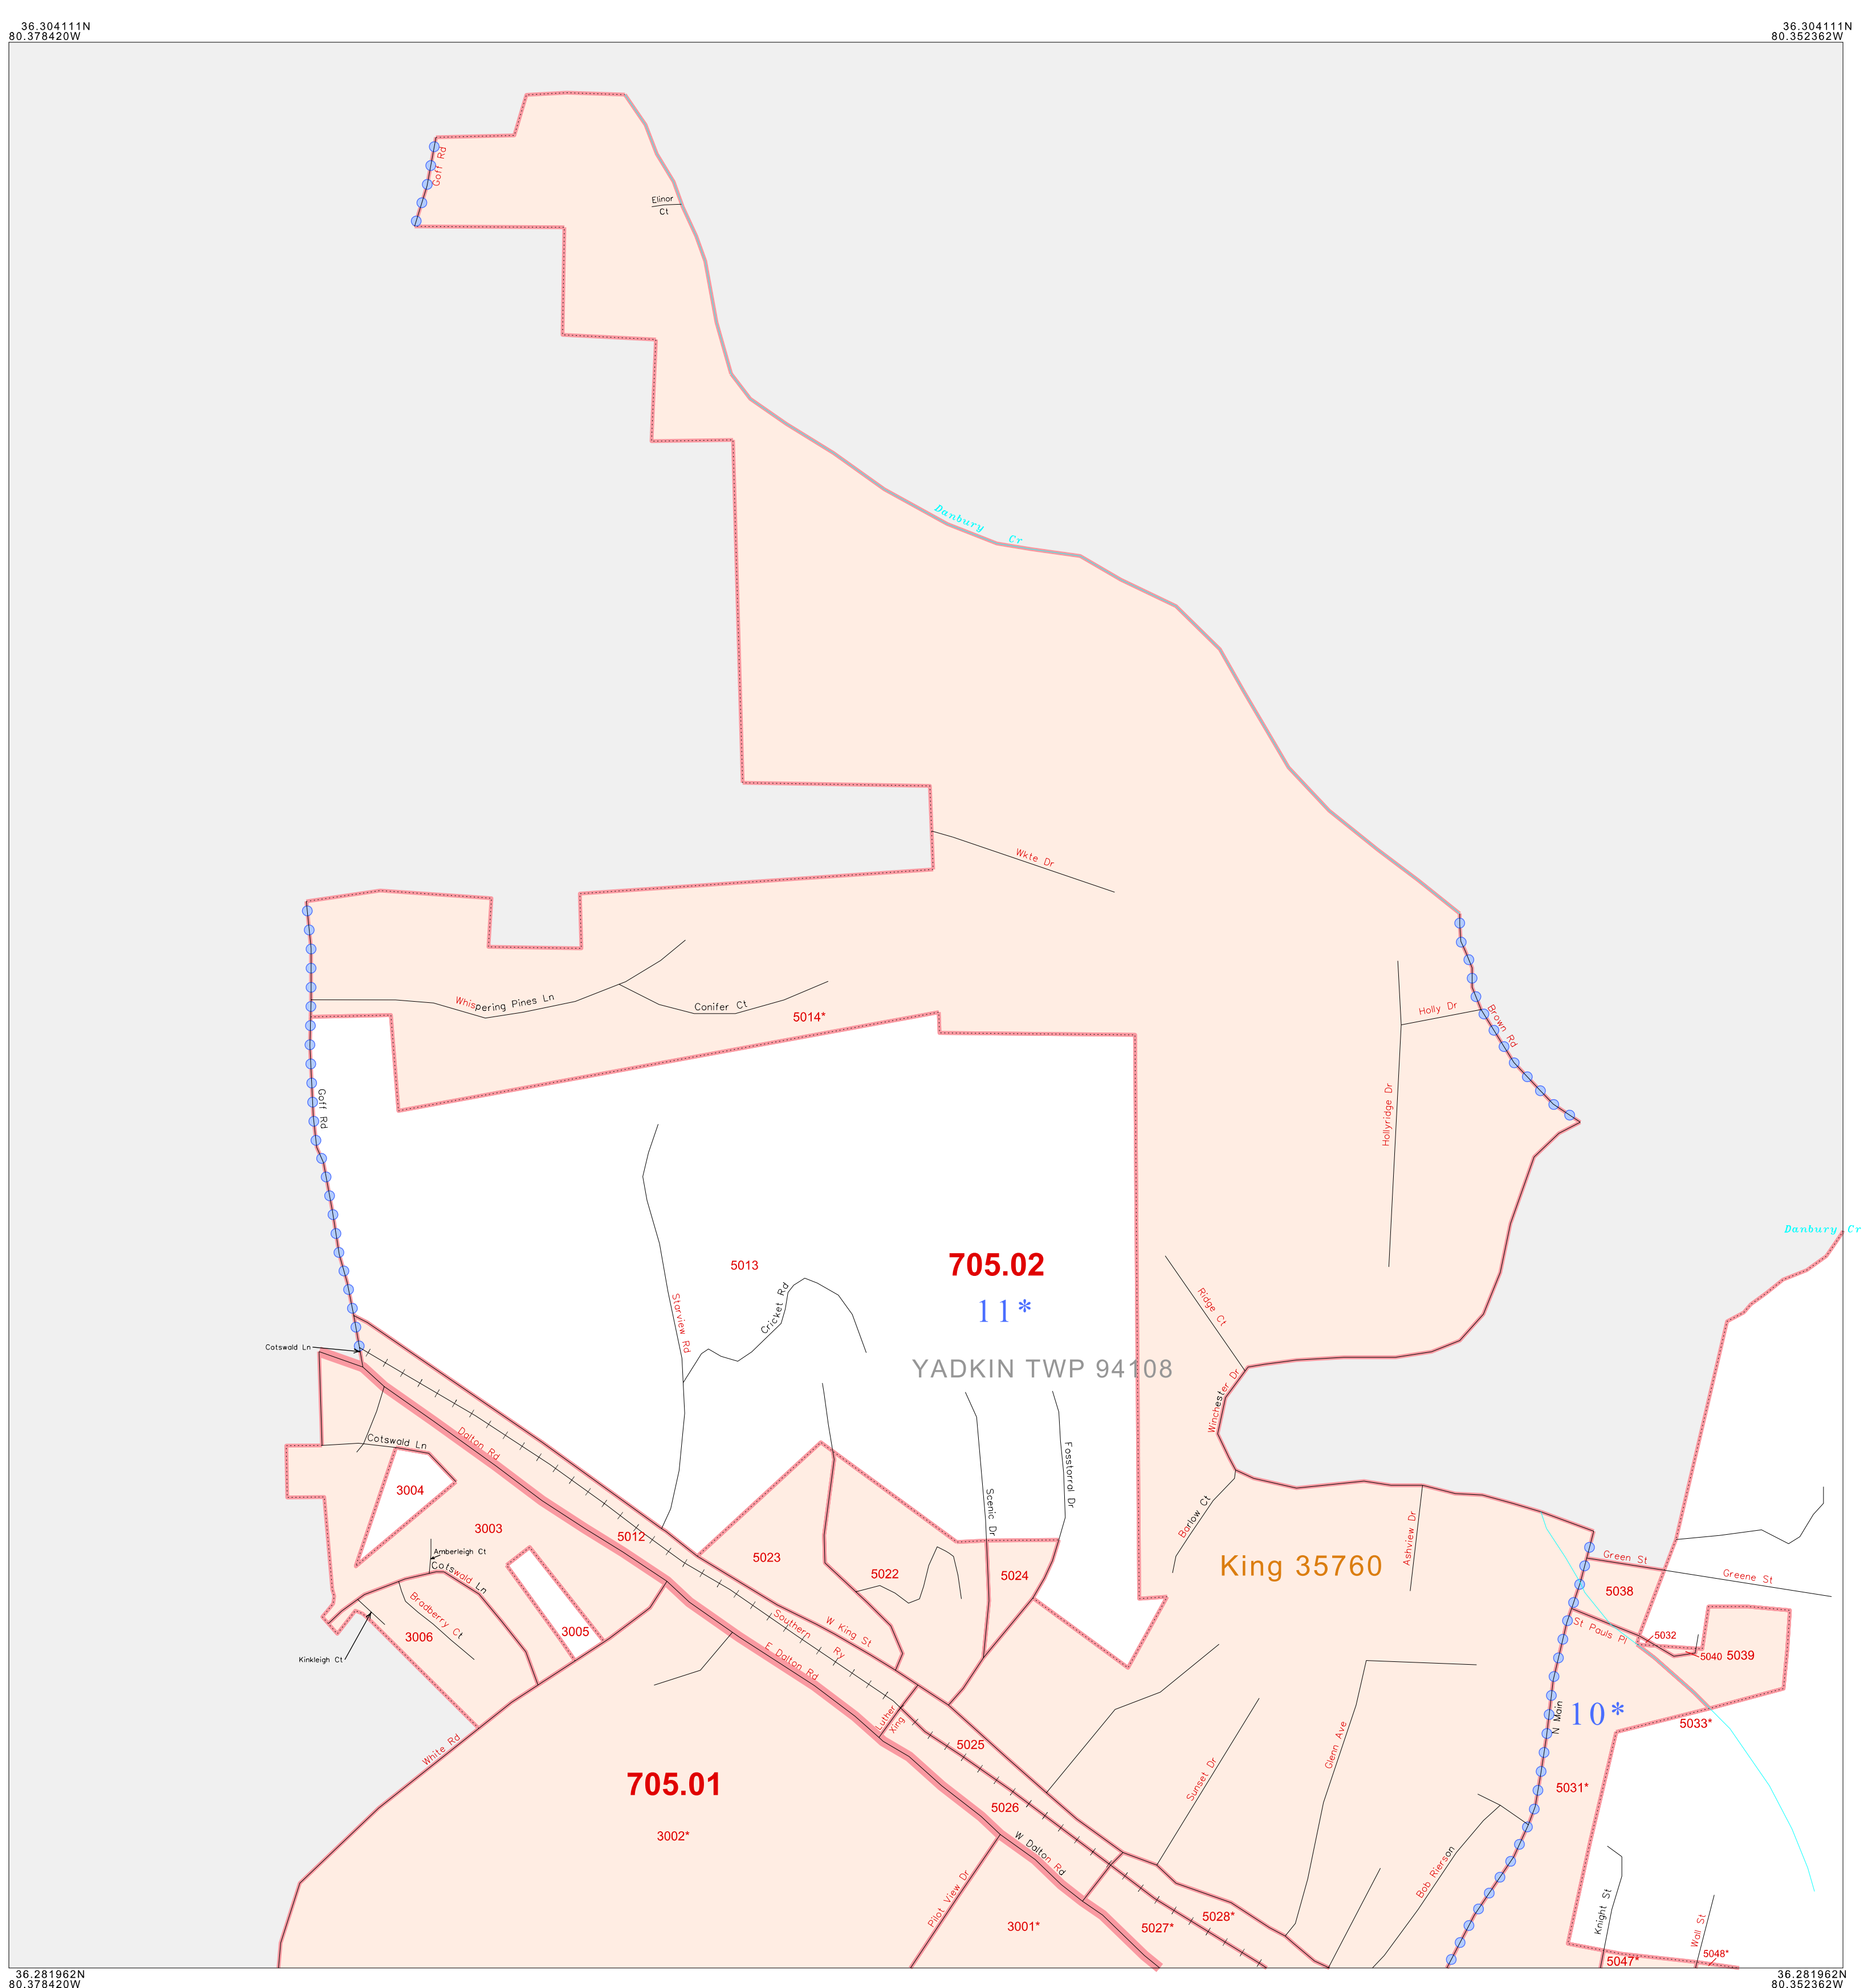 36.304111N
80.378420W
36.304111N
80.352362W
Goff Rd
Elinor
Ct
Danbury Cr
Wkte Dr
Whispering Pines Ln
Conifer Ct
5014*
Holly Dr
Brown Rd
Goff Rd
Hollyridge Dr
Danbury Cr
5013
705.02
11*
Starview Rd
Cricket Rd
Ridge Ct
Cotswald Ln
YADKIN TWP 94108
Winchester Dr
Dalton Rd
Cotswald Ln
Fosstorral Dr
3004
Scenic Dr
Barlow Ct
3003
5012
Amberleigh Ct
5023
5022
5024
King 35760
Ashview Dr
Green St
Greene St
Cotswald Ln
5038
Bradberry Ct
3006
3005
Southern Ry
W King St
St Pauls Pl
5032
5040
5039
Kinkleigh Ct
E Dalton Rd
Luther
Xing
10*
N Main
5033*
White Rd
5025
Glenn Ave
Sunset Dr
705.01
5031*
5026
3002*
W Dalton Rd
Bob Rierson
Pilot View Dr
3001*
5027*
5028*
Knight St
Wall St
5047*
5048*
36.281962N
80.378420W
36.281962N
80.352362W